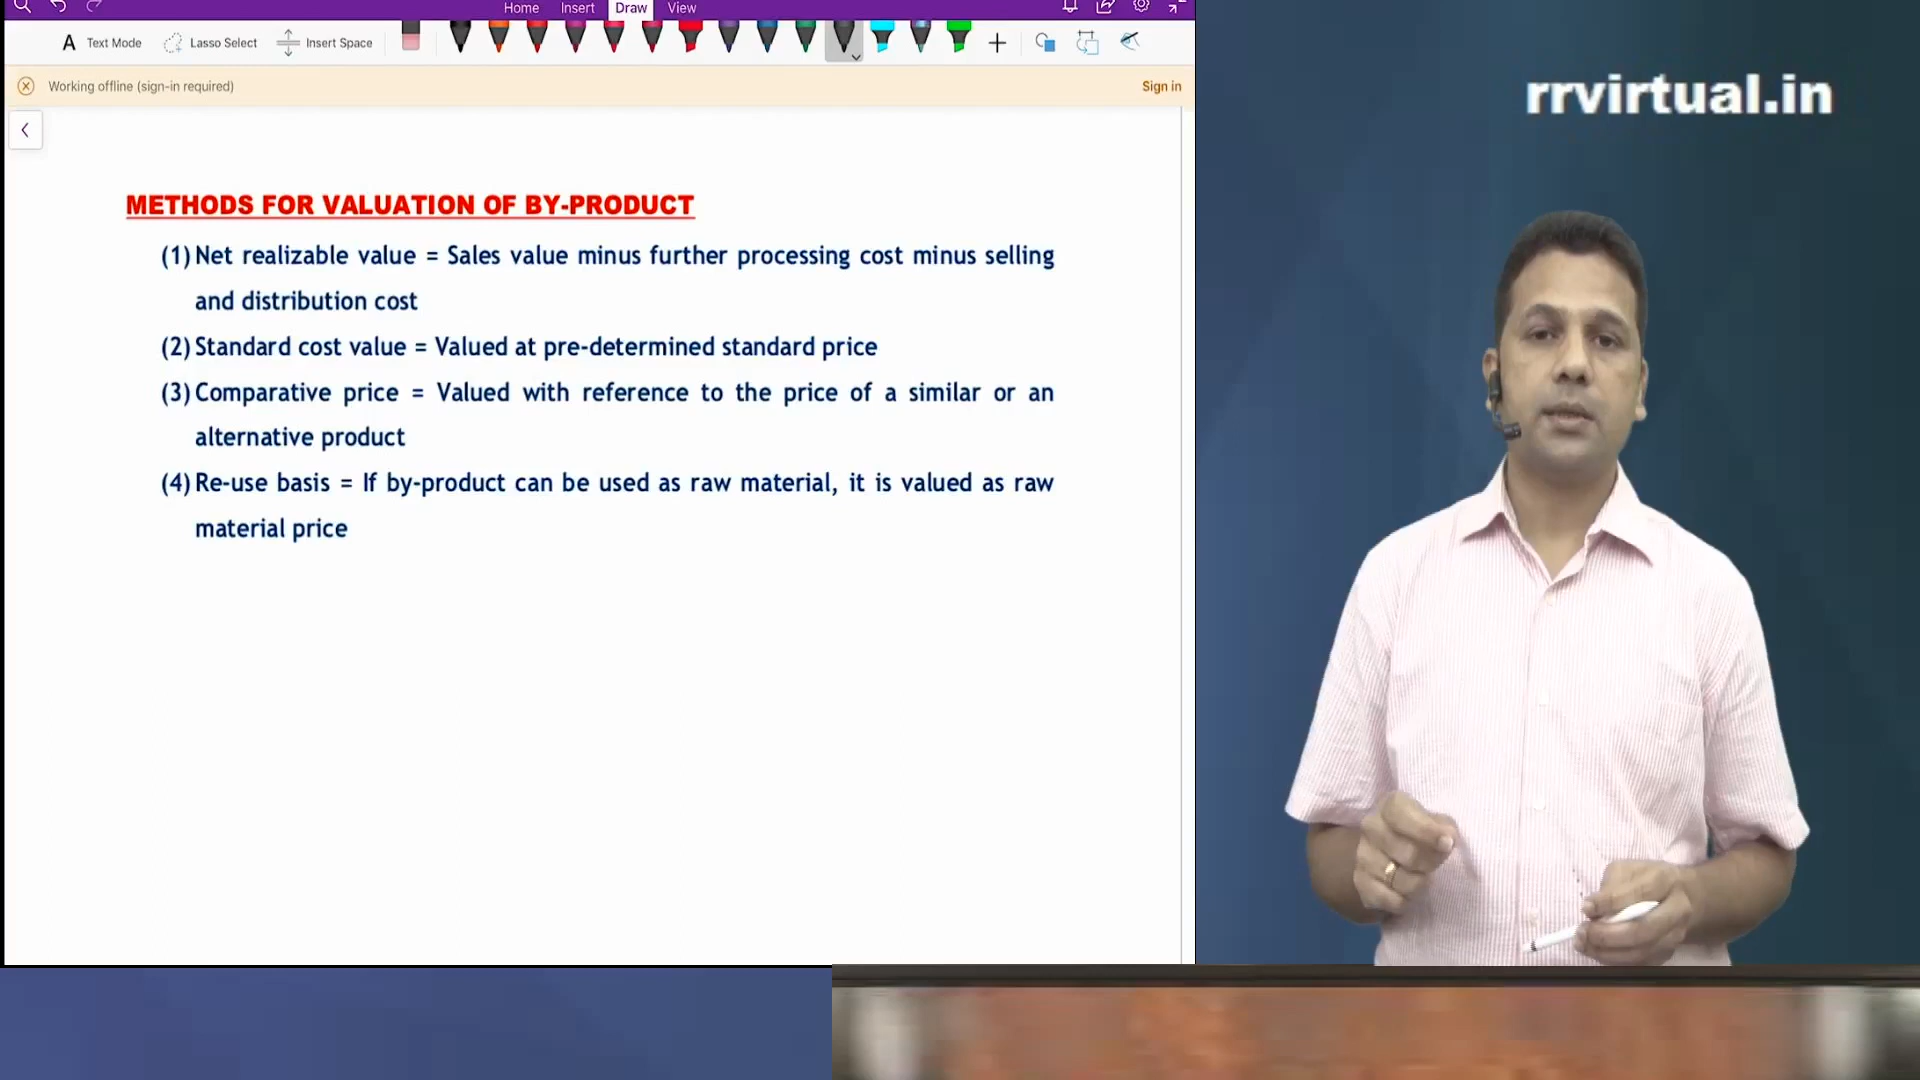 Home Insert Draw View
Text Mode Lasso Select Insert Space
Working offline (sign-in required) Sign in
rrvirtual.in
METHODS FOR VALUATION OF BY-PRODUCT
(1) Net realizable value = Sales value minus further processing cost minus selling
and distribution cost
(2) Standard cost value = Valued at pre-determined standard price
(3) Comparative price = Valued with reference to the price of a similar or an
alternative product
(4) Re-use basis = If by-product can be used as raw material, it is valued as raw
material price